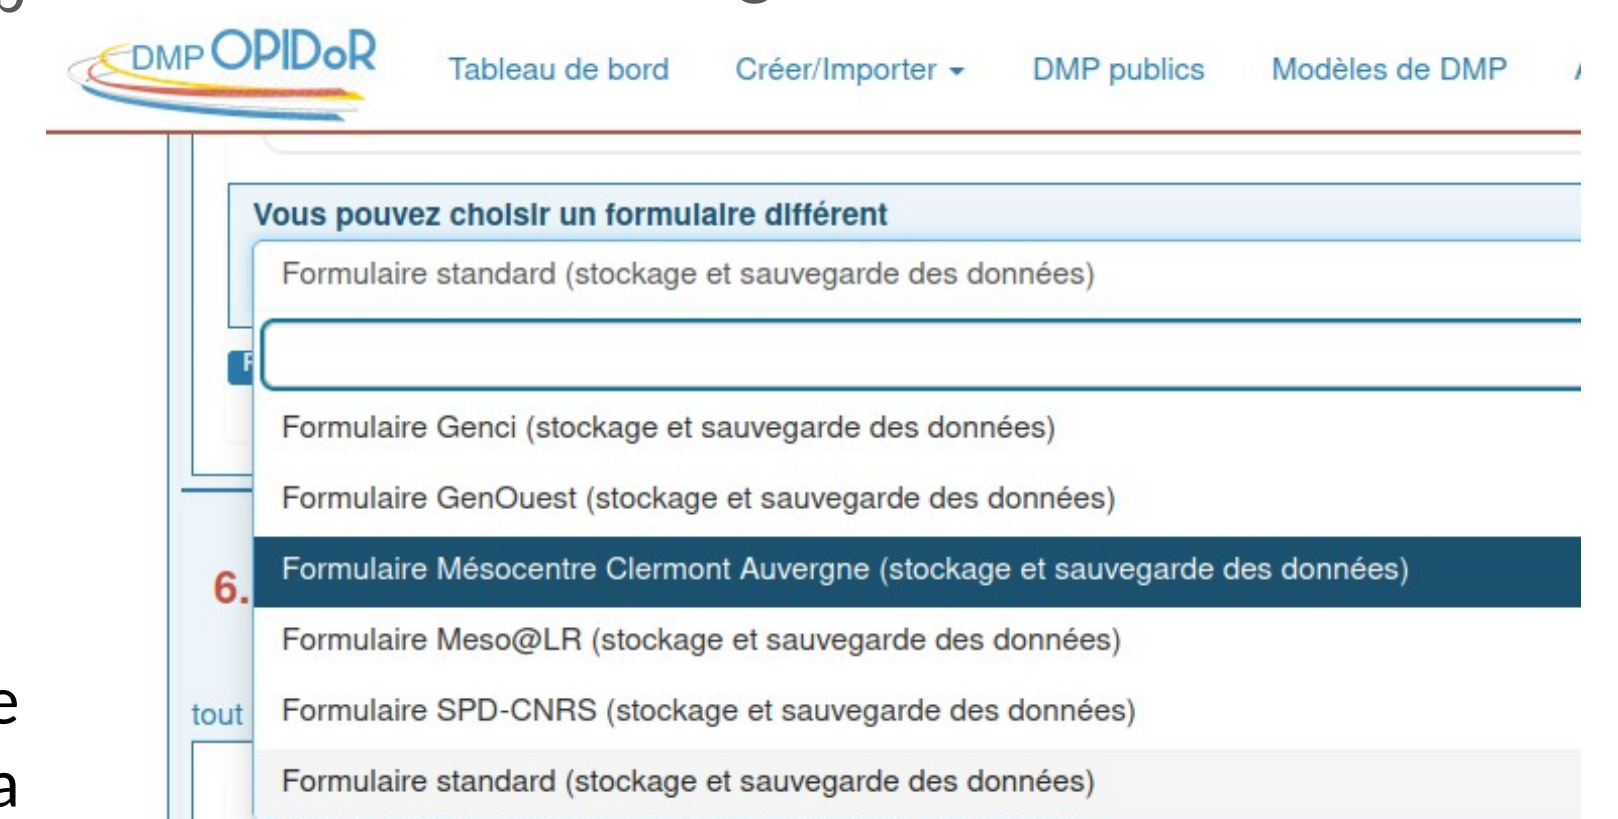 DMP OPIDoR Tableau de bord Créer/Importer DMP publics Modèles de DMP
Vous pouvez choisir un formulaire différent
Formulaire standard (stockage et sauvegarde des données)
Formulaire Genci (stockage et sauvegarde des données)
Formulaire GenOuest (stockage et sauvegarde des données)
Formulaire Mésocentre Clermont Auvergne (stockage et sauvegarde des données)
6.
Formulaire Meso@LR (stockage et sauvegarde des données)
e
tout
Formulaire SPD-CNRS (stockage et sauvegarde des données)
a
Formulaire standard (stockage et sauvegarde des données)